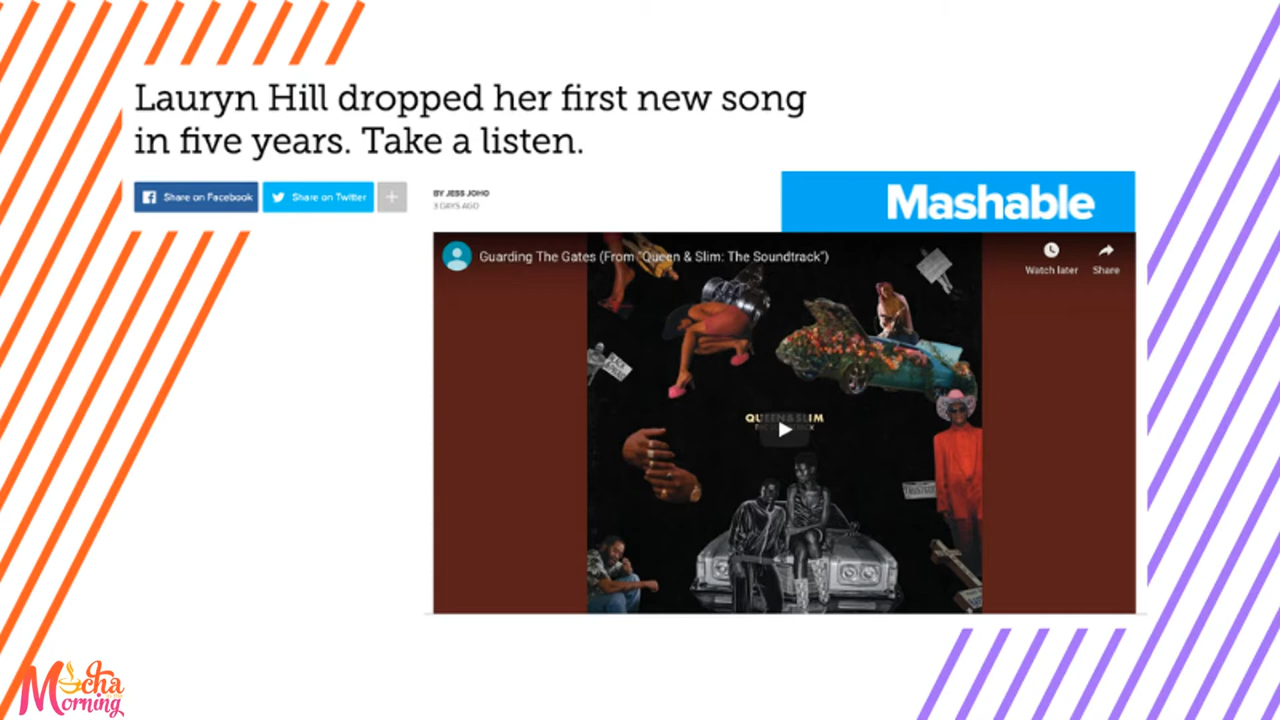 Lauryn Hill dropped her first new song
in five years. Take a listen.
Share on Facebook
Share on Twitter
+
BY JESS JOHO
3 DAYS AGO
Mashable
Guarding The Gates (From "Queen & Slim: The Soundtrack")
Watch later
Share
QUEEN & SLIM
Mocha
Morning